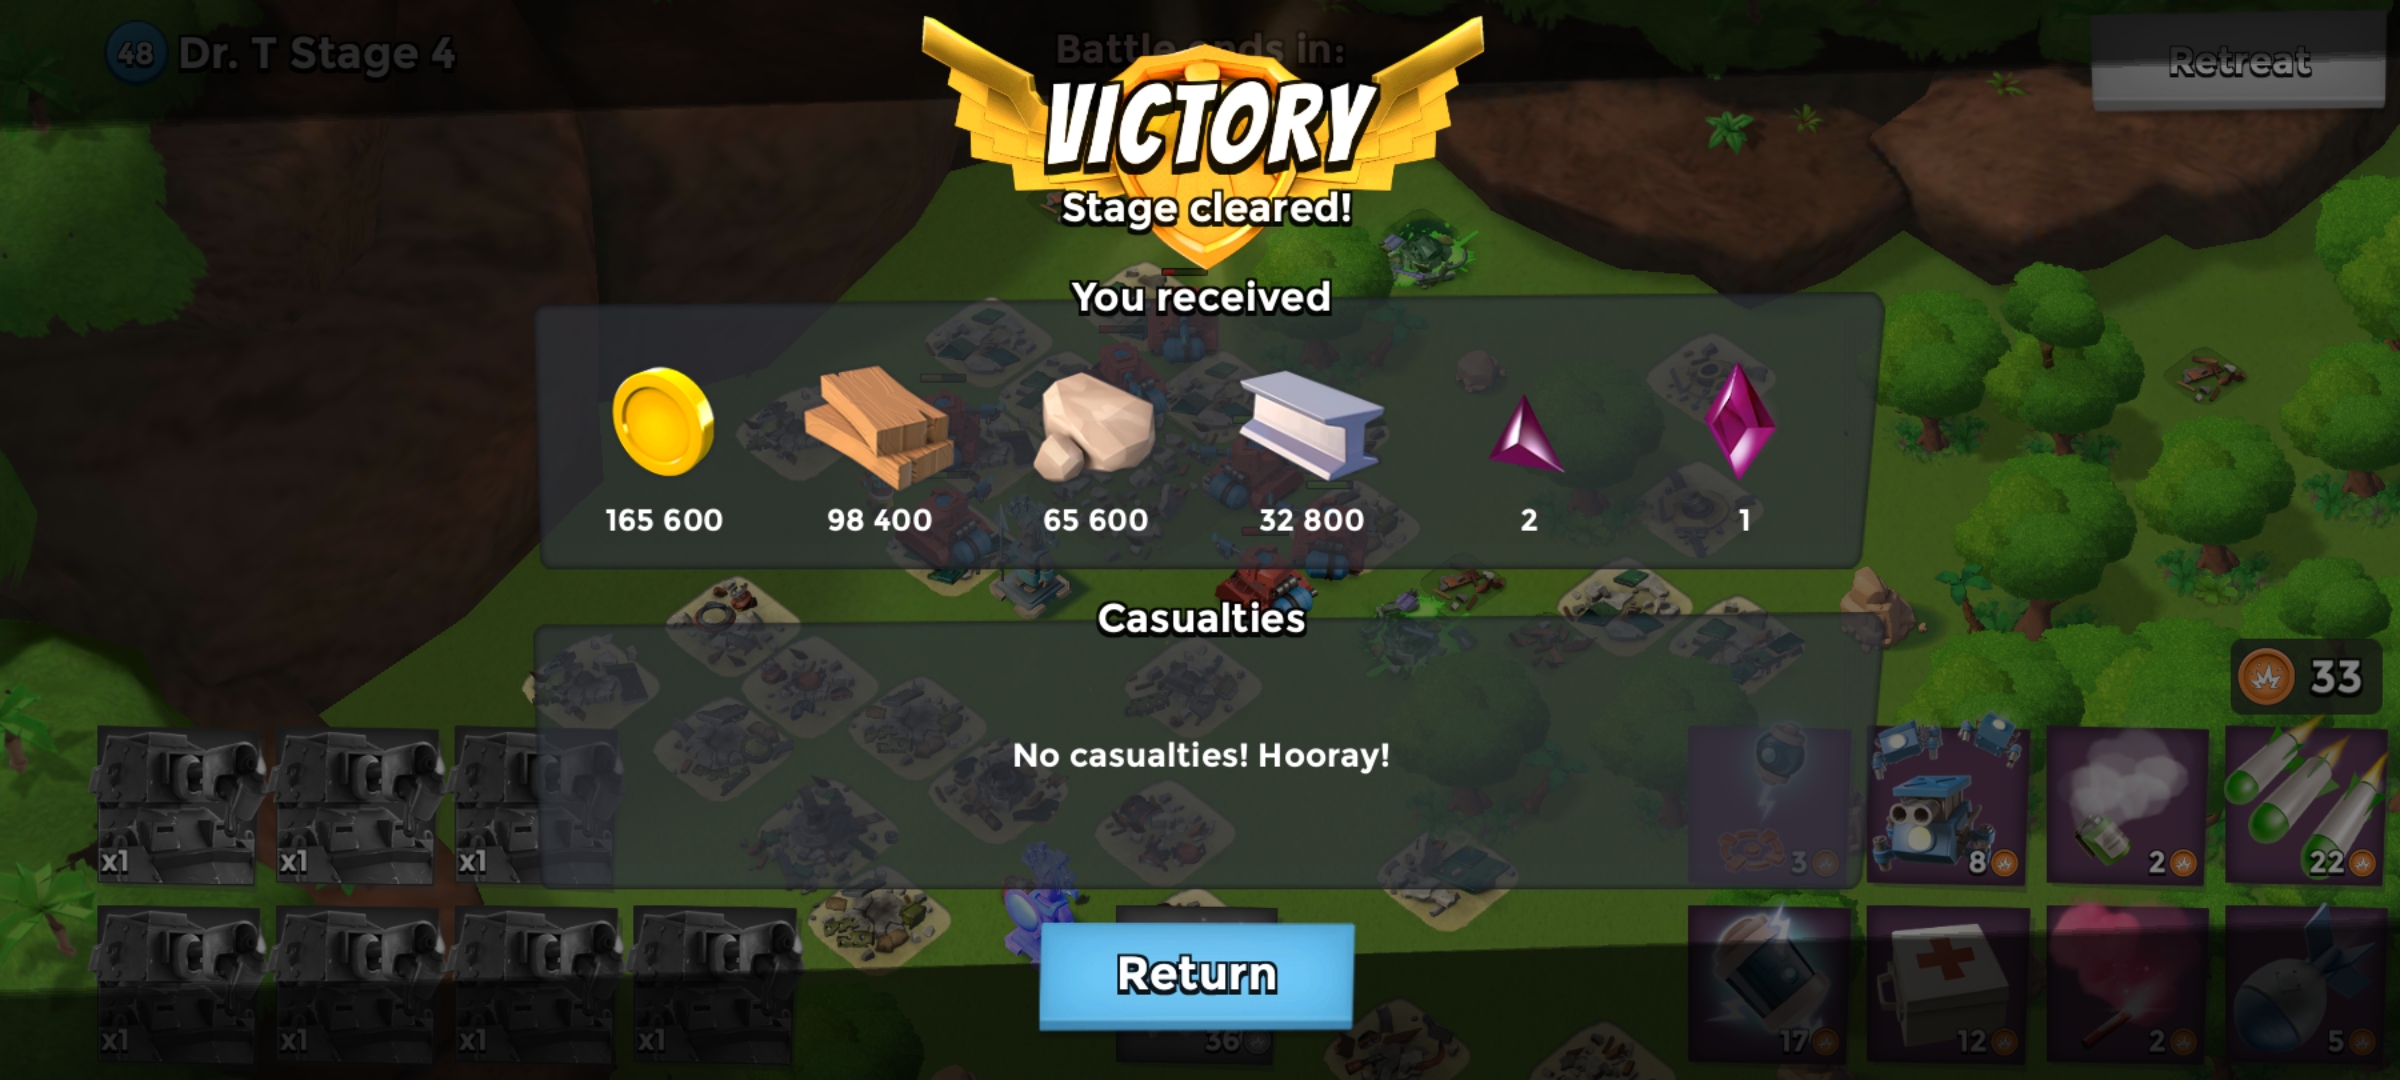 48 Dr. T Stage 4
Battle ends in:
Retreat
VICTORY
Stage cleared!
You received
165 600
98 400
65 600
32 800
2
1
Casualties
No casualties! Hooray!
33
x1
x1
x1
3
8
2
22
Return
x1
x1
x1
x1
36
17
12
2
5